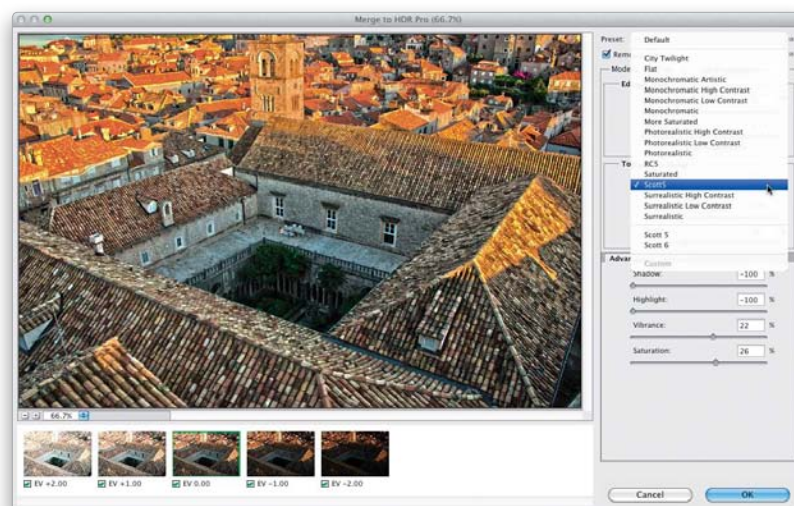 Merge to HDR Pro (66.7%)
Preset:
Default
City Twilight
Flat
Monochromatic Artistic
Monochromatic High Contrast
Monochromatic Low Contrast
Monochromatic
More Saturated
Photorealistic High Contrast
Photorealistic Low Contrast
Photorealistic
RC5
Saturated
✓ Scott5
Surrealistic High Contrast
Surrealistic Low Contrast
Surrealistic
Scott 5
Scott 6
Custom
Shadow: -100 %
Highlight: -100 %
Vibrance: 22 %
Saturation: 26 %
66.7%
EV +2.00 EV +1.00 EV 0.00 EV -1.00 EV -2.00
Cancel OK